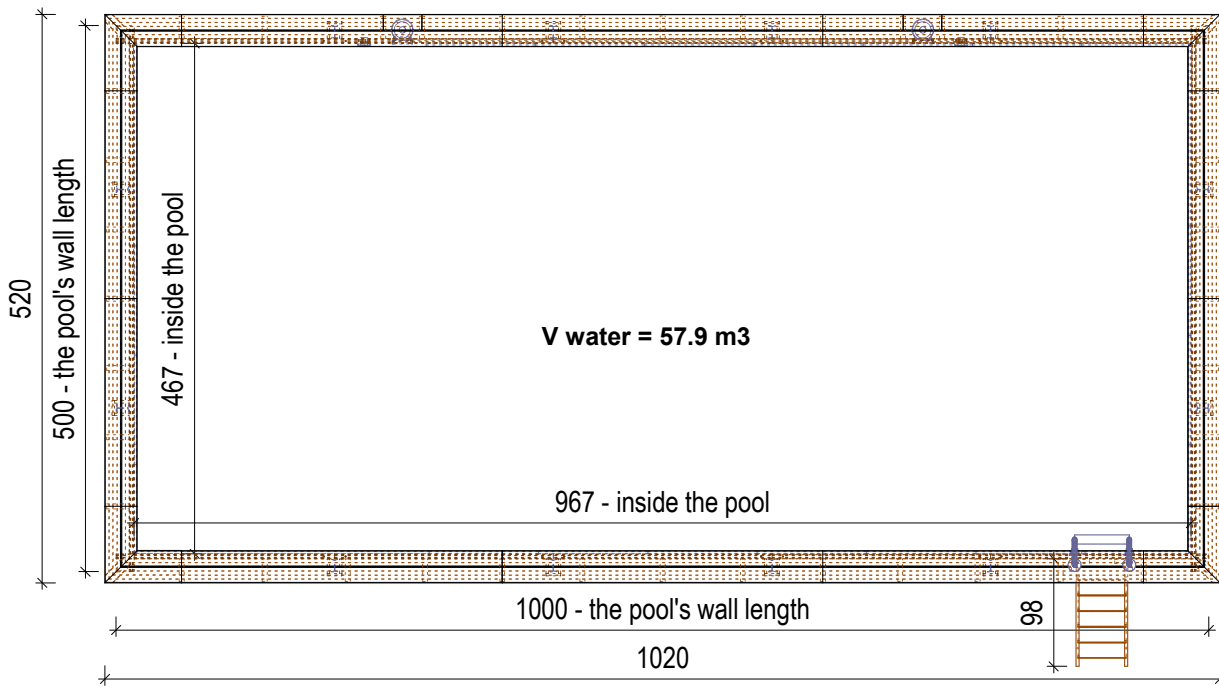 520
500 - the pool's wall length
467 - inside the pool
V water = 57.9 m3
967 - inside the pool
1000 - the pool's wall length
98
1020